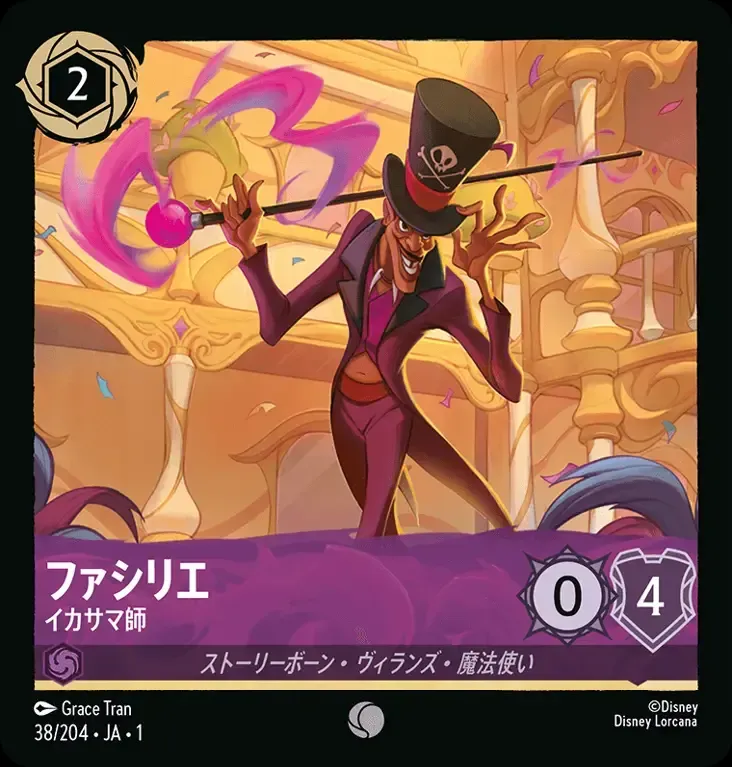 2
ファシリエ
イカサマ師
0
4
ストーリーボーン・ヴィランズ・魔法使い
Grace Tran
38/204・JA・1
©Disney
Disney Lorcana